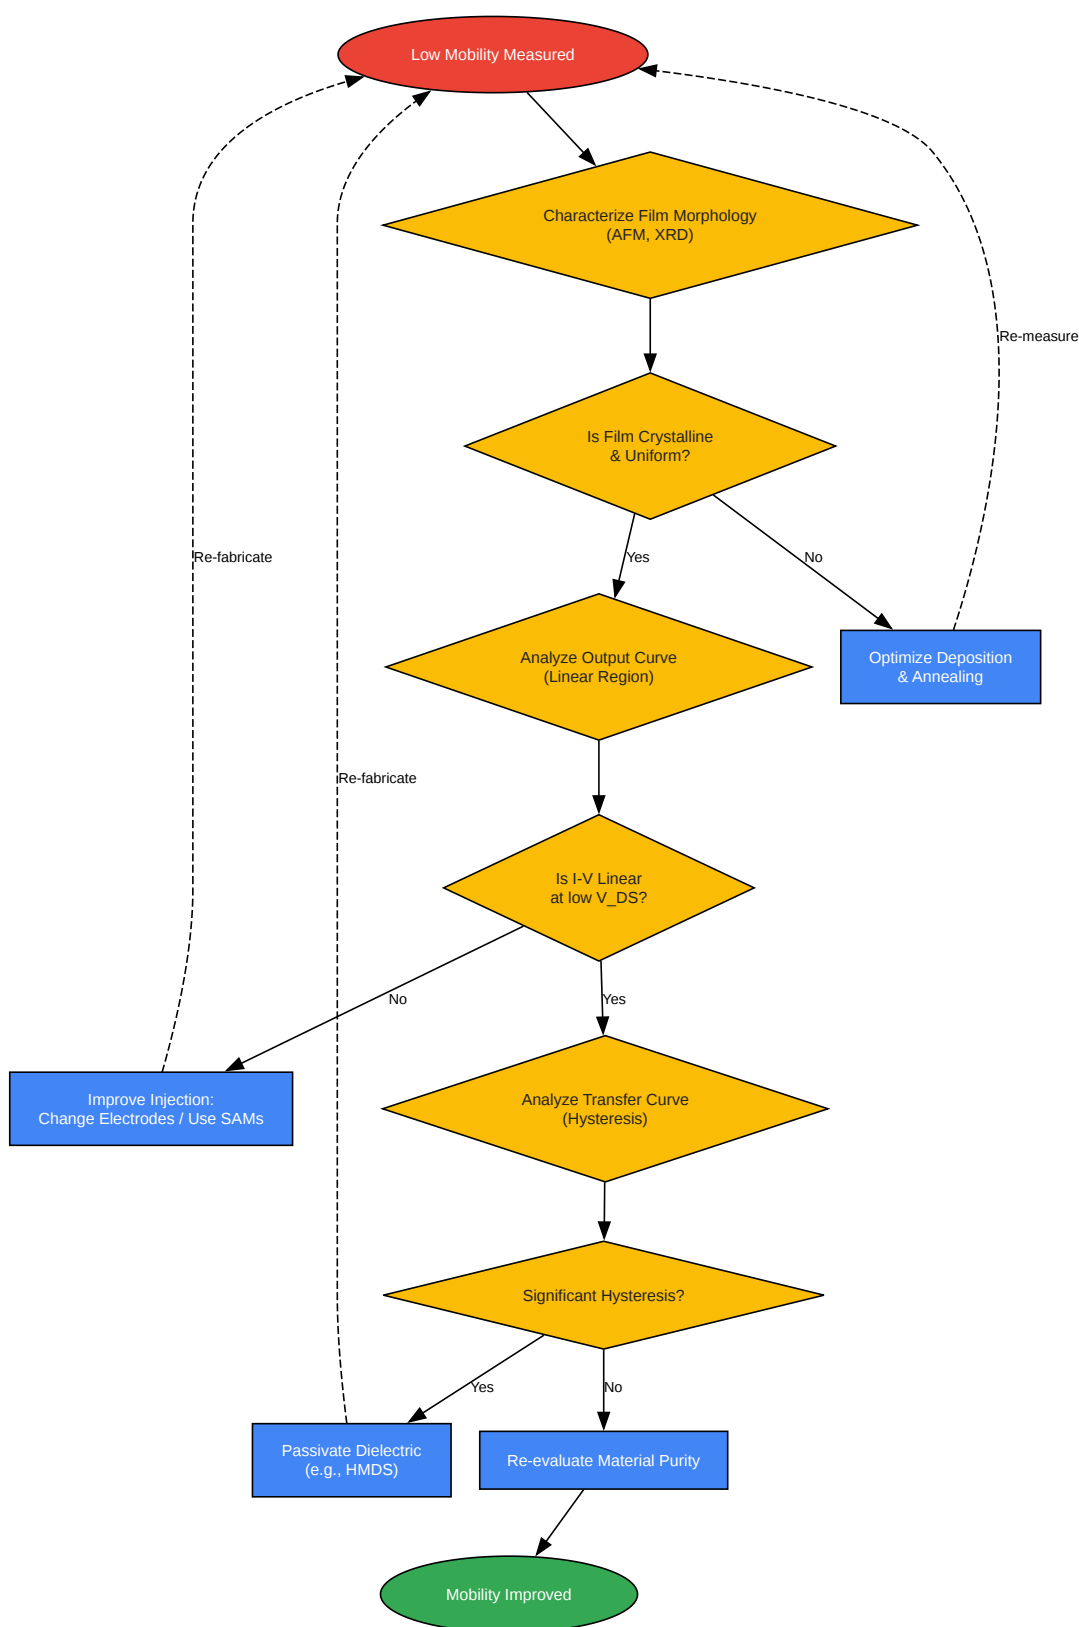 Low Mobility Measured
Characterize Film Morphology
(AFM, XRD)
Re-measure
Is Film Crystalline
& Uniform?
Re-fabricate
Yes
No
Analyze Output Curve
(Linear Region)
Optimize Deposition
& Annealing
Re-fabricate
Is I-V Linear
at low V_DS?
No
Yes
Improve Injection:
Change Electrodes / Use SAMs
Analyze Transfer Curve
(Hysteresis)
Significant Hysteresis?
Yes
No
Passivate Dielectric
(e.g., HMDS)
Re-evaluate Material Purity
Mobility Improved